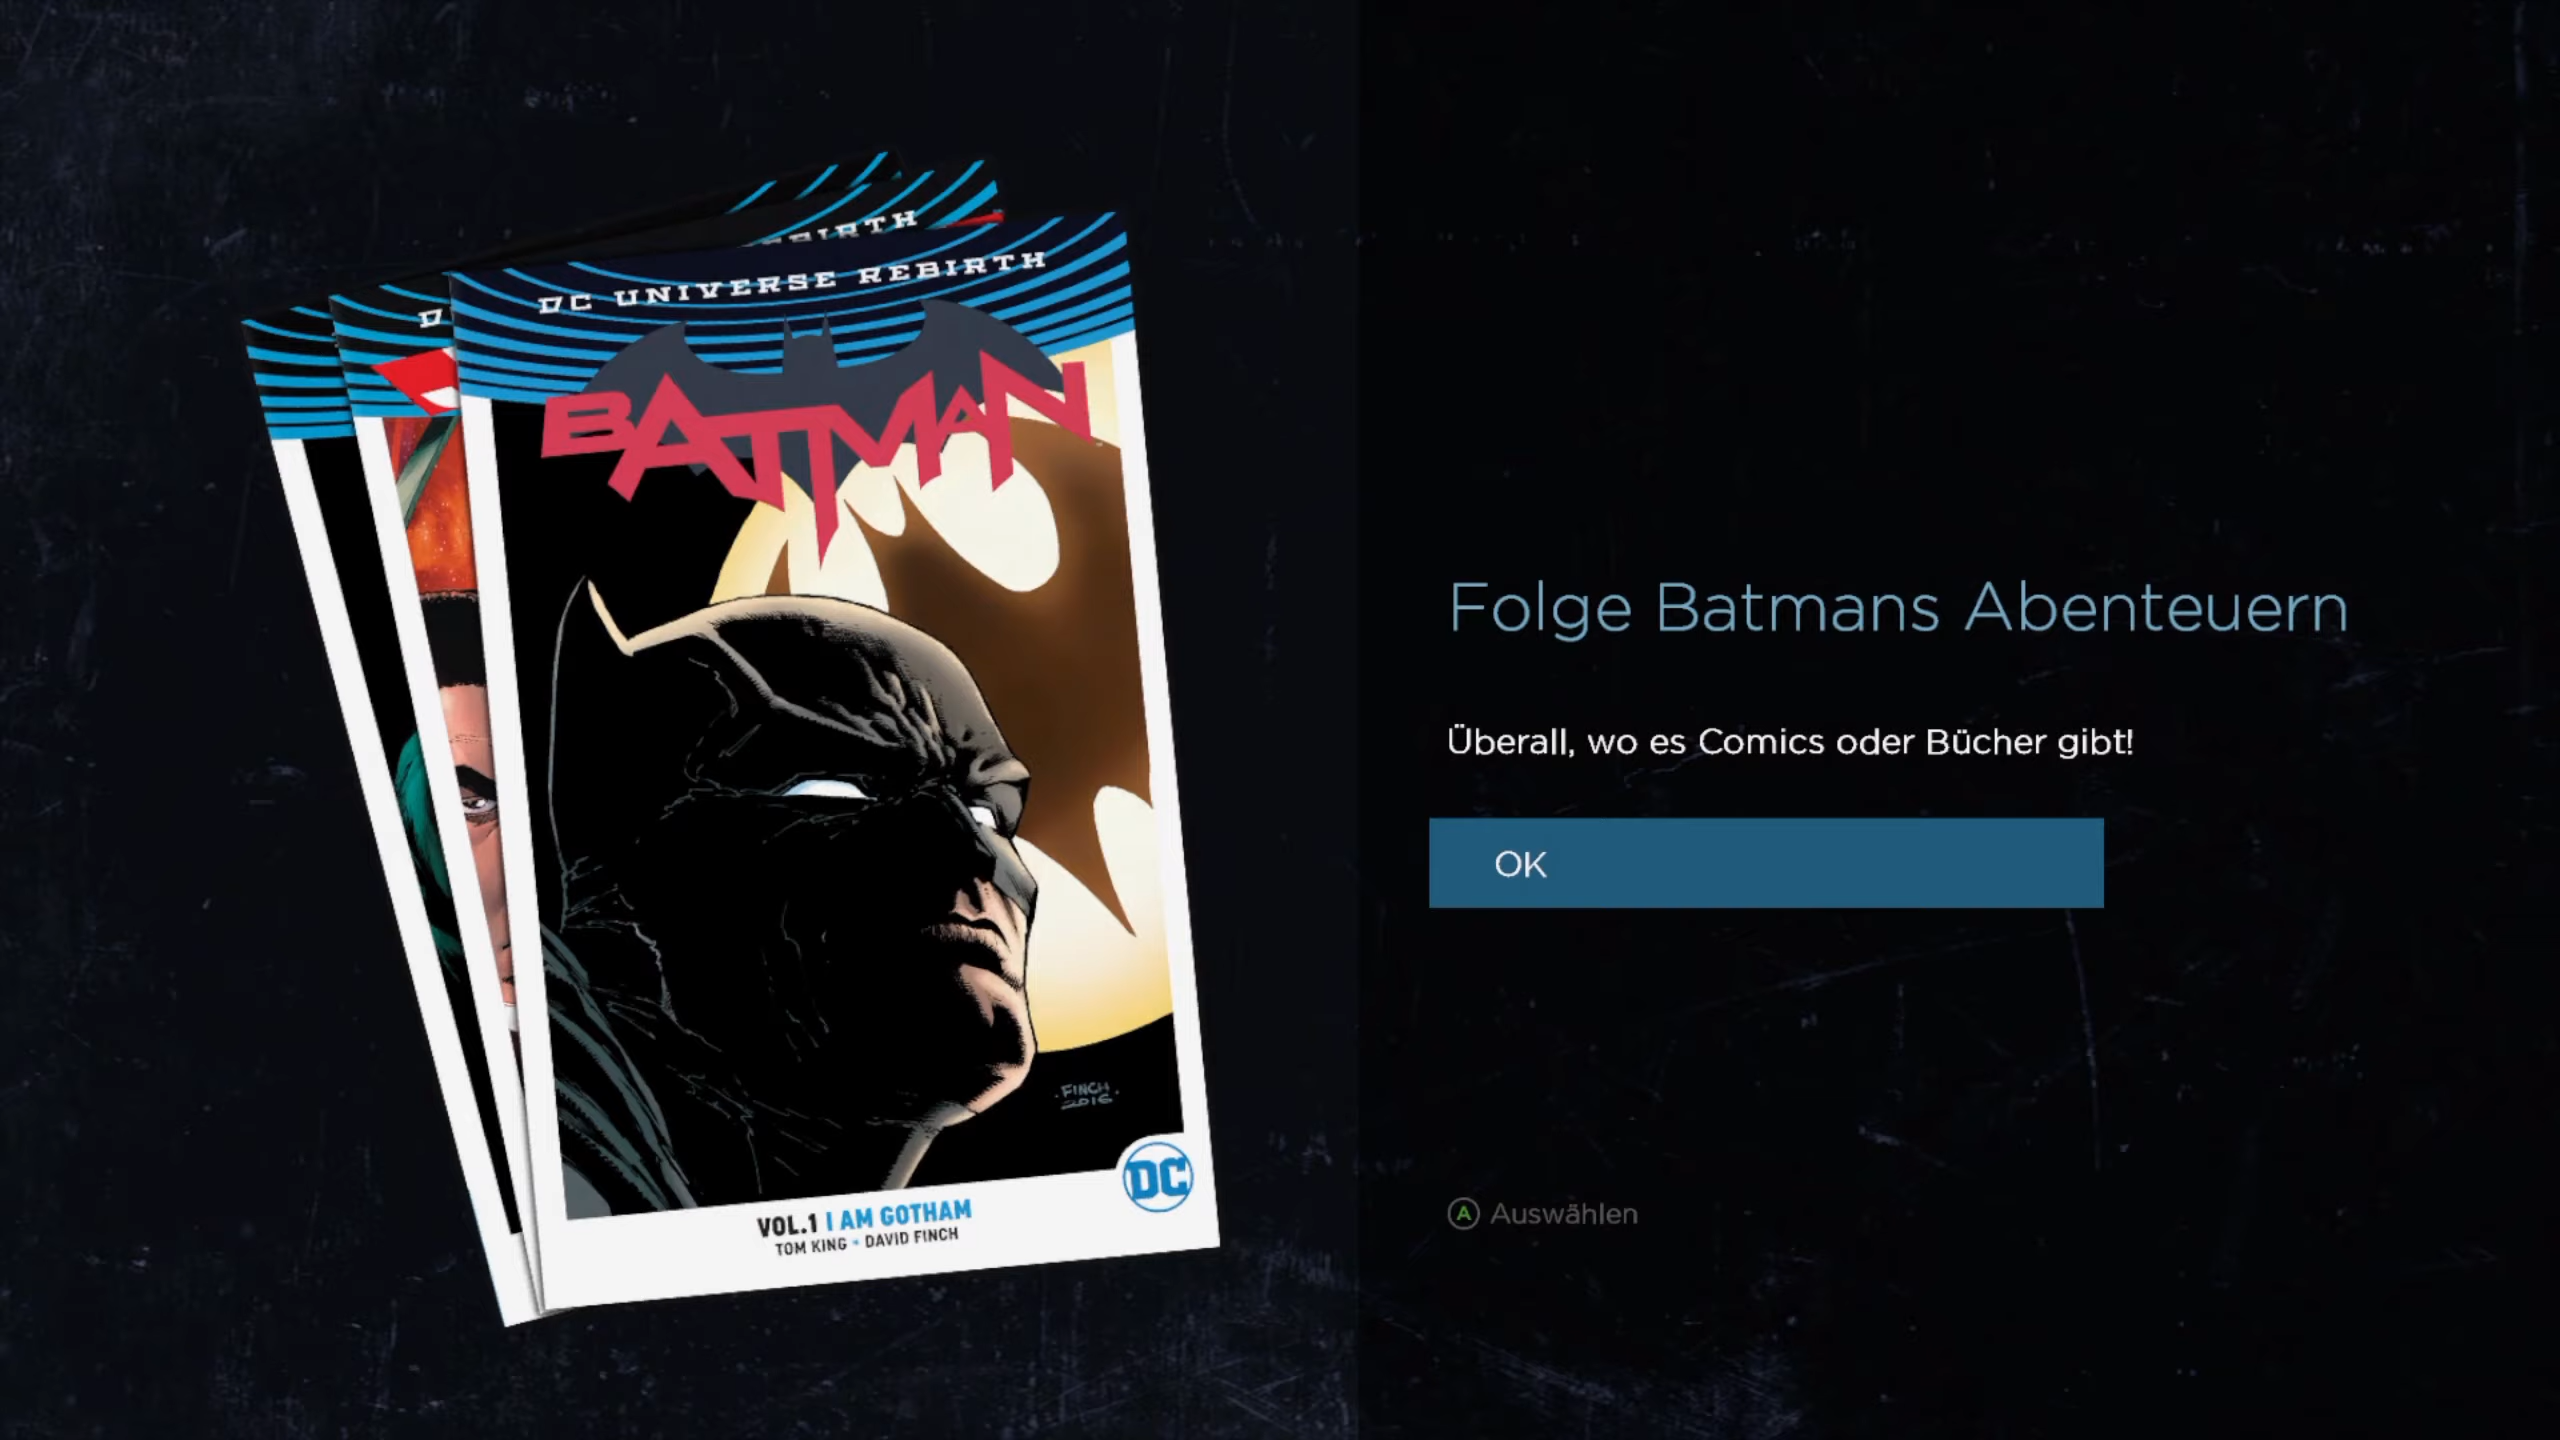 DC UNIVERSE REBIRTH
BATMAN
FINCH
2016
DC
VOL.1 I AM GOTHAM
TOM KING • DAVID FINCH
Folge Batmans Abenteuern
Überall, wo es Comics oder Bücher gibt!
OK
A Auswählen